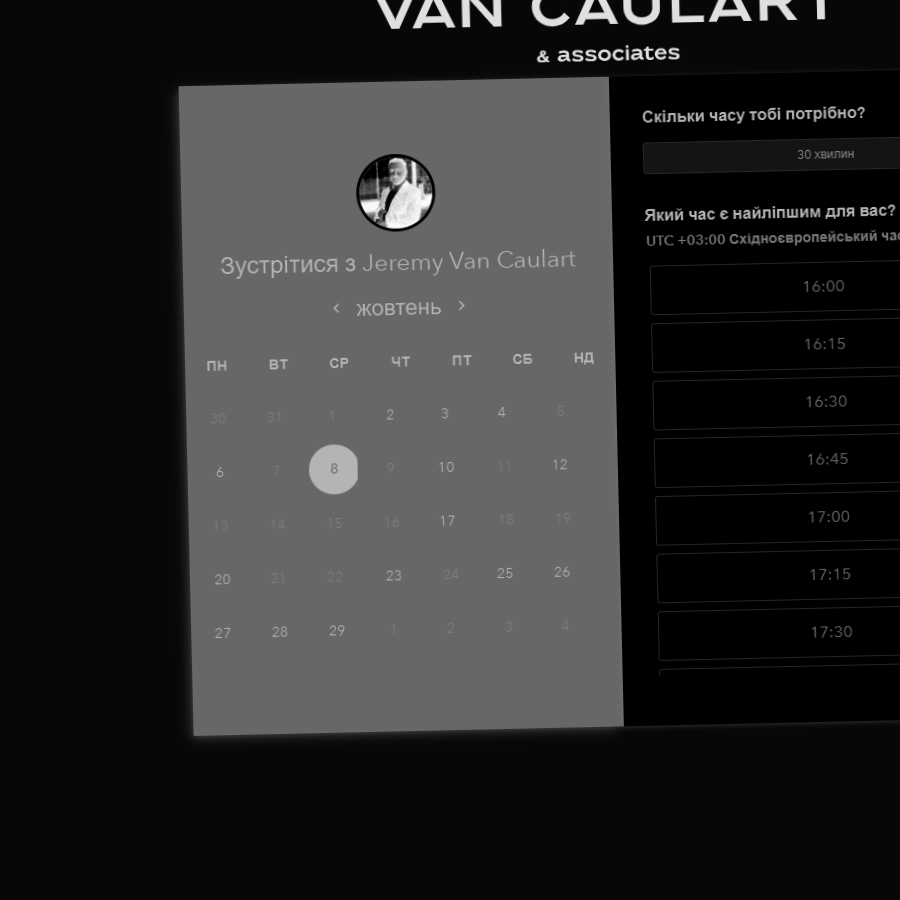 VAN CAULART
& associates
Зустрітися з Jeremy Van Caulart
‹ жовтень ›
ПН ВТ СР ЧТ ПТ СБ НД
30 31 1 2 3 4 5
6 7 8 9 10 11 12
13 14 15 16 17 18 19
20 21 22 23 24 25 26
27 28 29 1 2 3 4
Скільки часу тобі потрібно?
30 хвилин
Який час є найліпшим для вас?
UTC +03:00 Східноєвропейський
16:00
16:15
16:30
16:45
17:00
17:15
17:30